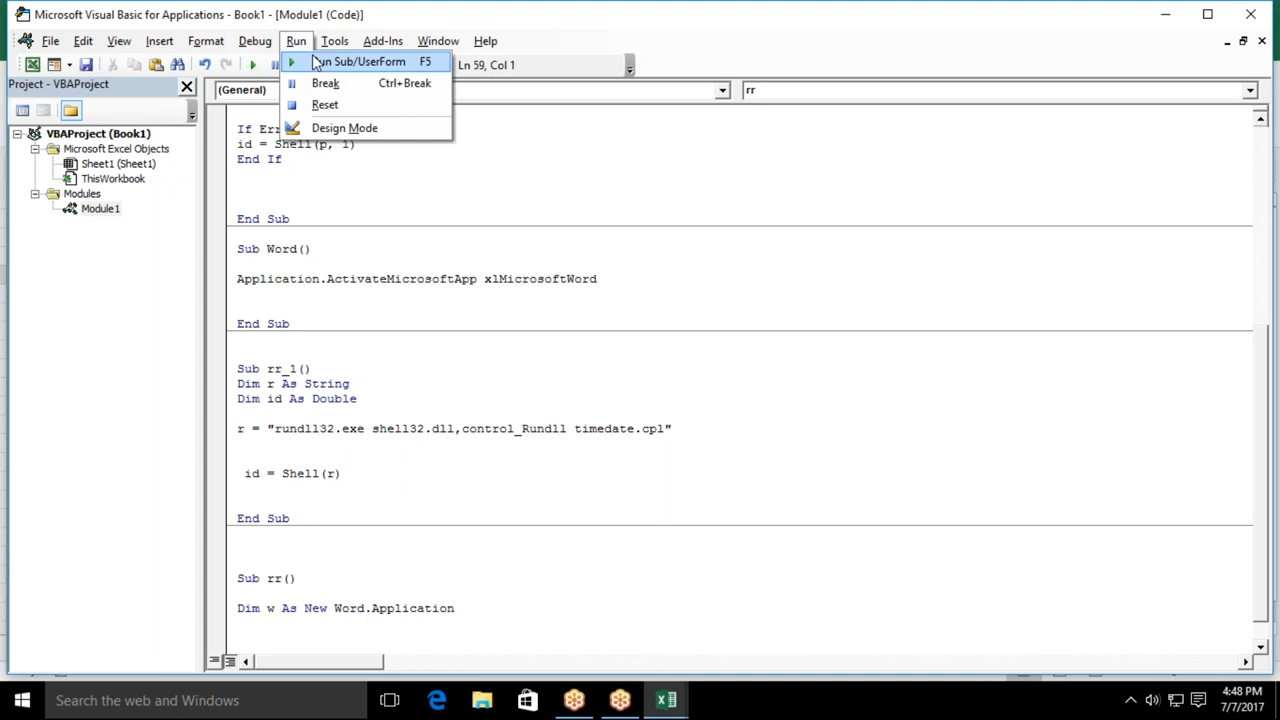 Microsoft Visual Basic for Applications - Book1 - [Module1 (Code)]
File Edit View Insert Format Debug Run Tools Add-Ins Window Help
Run Sub/UserForm F5
Break Ctrl+Break
Reset
Design Mode
Ln 59, Col 1
Project - VBAProject
(General) rr
VBAProject (Book1)
Microsoft Excel Objects
Sheet1 (Sheet1)
ThisWorkbook
Modules
Module1
If Err
id = Shell(p, 1)
End If
End Sub
Sub Word()
Application.ActivateMicrosoftApp xlMicrosoftWord
End Sub
Sub rr_1()
Dim r As String
Dim id As Double
r = "rundll32.exe shell32.dll,control_Rundll timedate.cpl"
id = Shell(r)
End Sub
Sub rr()
Dim w As New Word.Application
Search the web and Windows
4:48 PM
7/7/2017